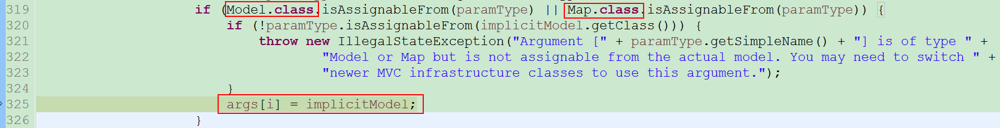 319 if (Model.class.isAssignableFrom(paramType) || Map.class.isAssignableFrom(paramType)) {
320 if (!paramType.isAssignableFrom(implicitModel.getClass())) {
321 throw new IllegalStateException("Argument [" + paramType.getSimpleName() + "] is of type " +
322 "Model or Map but is not assignable from the actual model. You may need to switch " +
323 "newer MVC infrastructure classes to use this argument.");
324 }
325 args[i] = implicitModel;
326 }